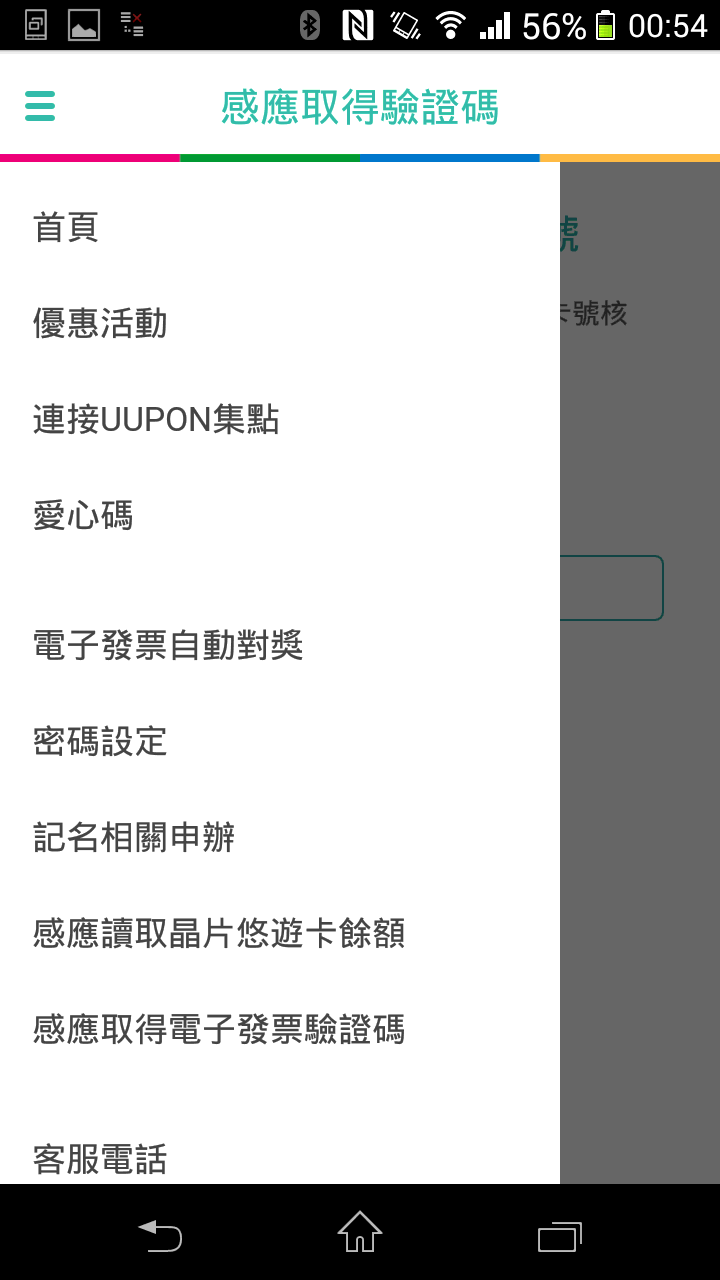 56% 00:54
感應取得驗證碼
首頁
號
優惠活動
卡號核
連接UUPON集點
愛心碼
電子發票自動對獎
密碼設定
記名相關申辦
感應讀取晶片悠遊卡餘額
感應取得電子發票驗證碼
客服電話